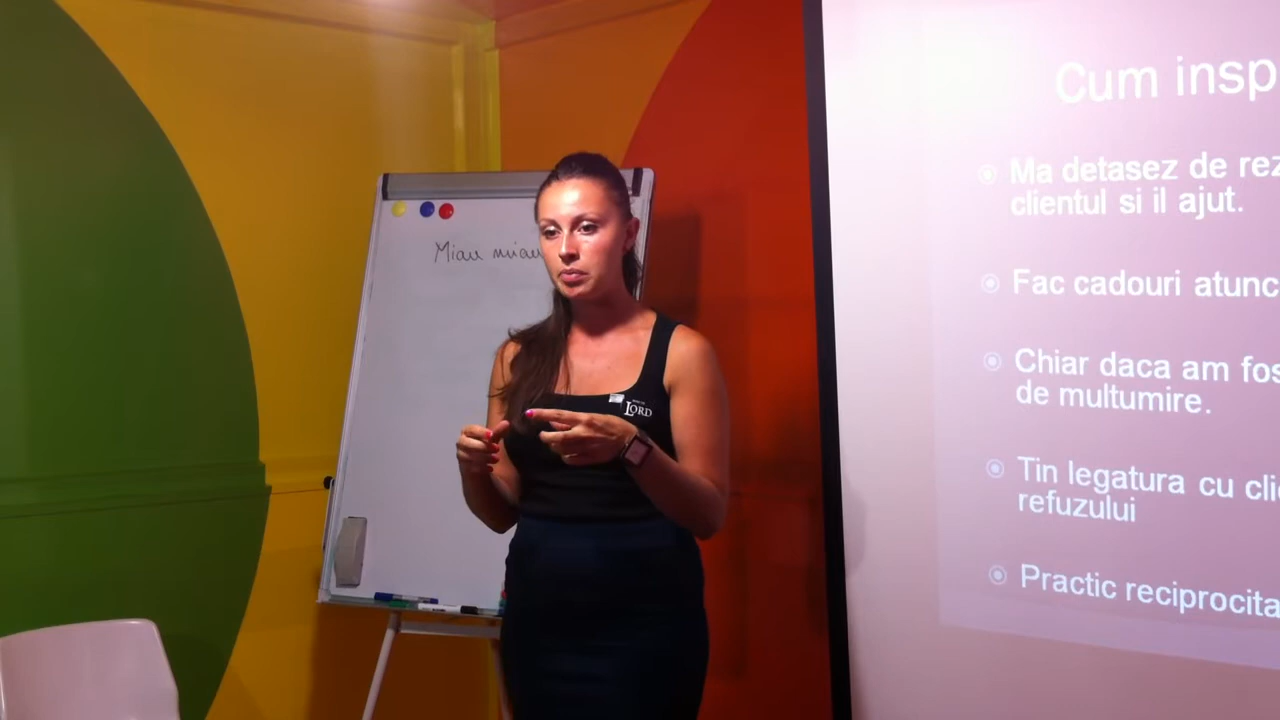 Miau miau
LORD
Cum insp
Ma detasez de rez
clientul si il ajut.
Fac cadouri atunc
Chiar daca am fos
de multumire.
Tin legatura cu clie
refuzului
Practic reciprocita